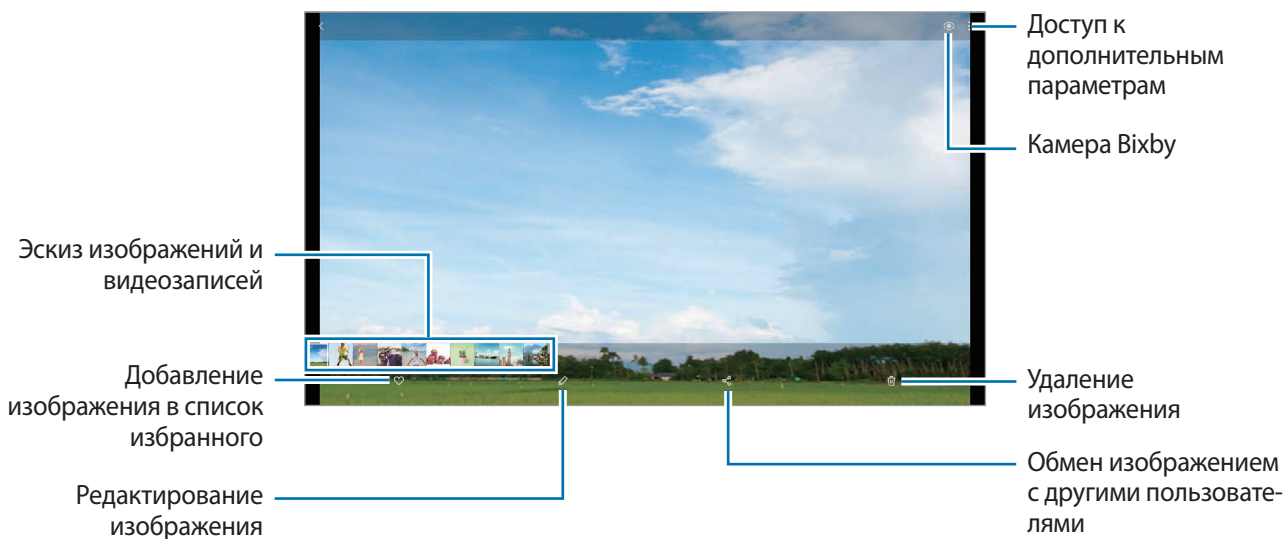 Доступ к
дополнительным
параметрам
Камера Bixby
Эскиз изображений и
видеозаписей
Добавление
изображения в список
избранного
Редактирование
изображения
Удаление
изображения
Обмен изображением
с другими пользовате-
лями